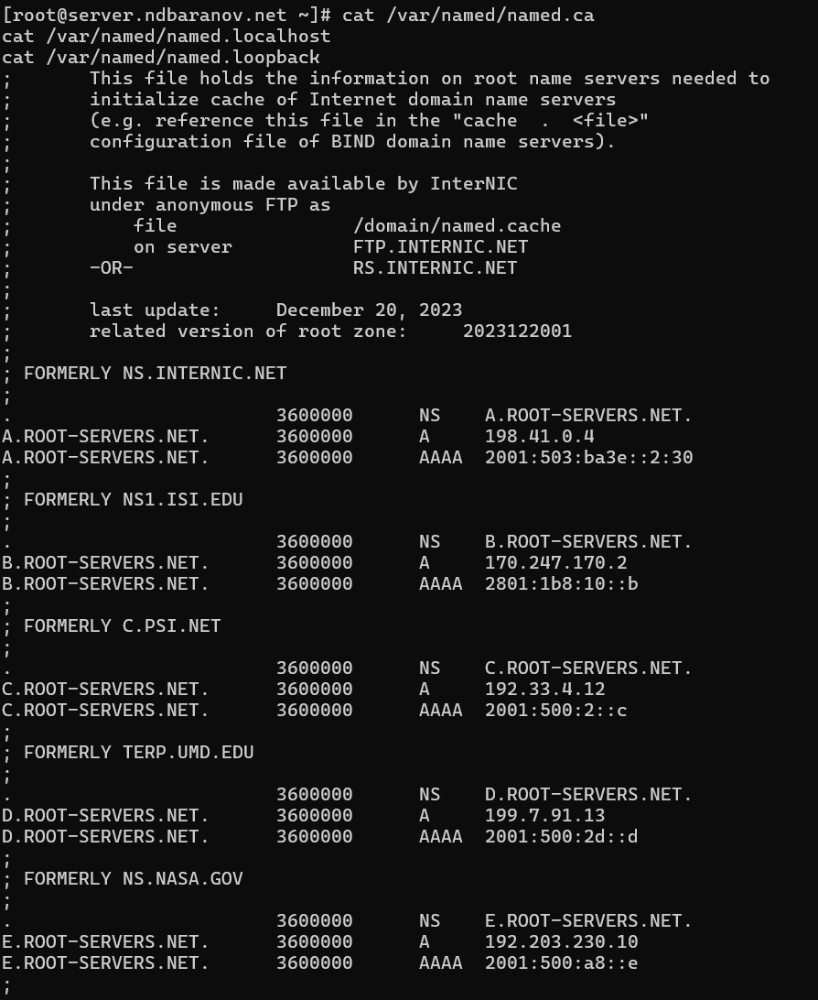 [root@server.ndbaranov.net ~]# cat /var/named/named.ca
cat /var/named/named.localhost
cat /var/named/named.loopback
;       This file holds the information on root name servers needed to
;       initialize cache of Internet domain name servers
;       (e.g. reference this file in the "cache  .  <file>"
;       configuration file of BIND domain name servers).
;
;       This file is made available by InterNIC
;       under anonymous FTP as
;           file                /domain/named.cache
;           on server           FTP.INTERNIC.NET
;       -OR-                    RS.INTERNIC.NET
;
;       last update:     December 20, 2023
;       related version of root zone:     2023122001
;
; FORMERLY NS.INTERNIC.NET
;
.                        3600000      NS    A.ROOT-SERVERS.NET.
A.ROOT-SERVERS.NET.      3600000      A     198.41.0.4
A.ROOT-SERVERS.NET.      3600000      AAAA  2001:503:ba3e::2:30
;
; FORMERLY NS1.ISI.EDU
;
.                        3600000      NS    B.ROOT-SERVERS.NET.
B.ROOT-SERVERS.NET.      3600000      A     170.247.170.2
B.ROOT-SERVERS.NET.      3600000      AAAA  2801:1b8:10::b
;
; FORMERLY C.PSI.NET
;
.                        3600000      NS    C.ROOT-SERVERS.NET.
C.ROOT-SERVERS.NET.      3600000      A     192.33.4.12
C.ROOT-SERVERS.NET.      3600000      AAAA  2001:500:2::c
;
; FORMERLY TERP.UMD.EDU
;
.                        3600000      NS    D.ROOT-SERVERS.NET.
D.ROOT-SERVERS.NET.      3600000      A     199.7.91.13
D.ROOT-SERVERS.NET.      3600000      AAAA  2001:500:2d::d
;
; FORMERLY NS.NASA.GOV
;
.                        3600000      NS    E.ROOT-SERVERS.NET.
E.ROOT-SERVERS.NET.      3600000      A     192.203.230.10
E.ROOT-SERVERS.NET.      3600000      AAAA  2001:500:a8::e
;